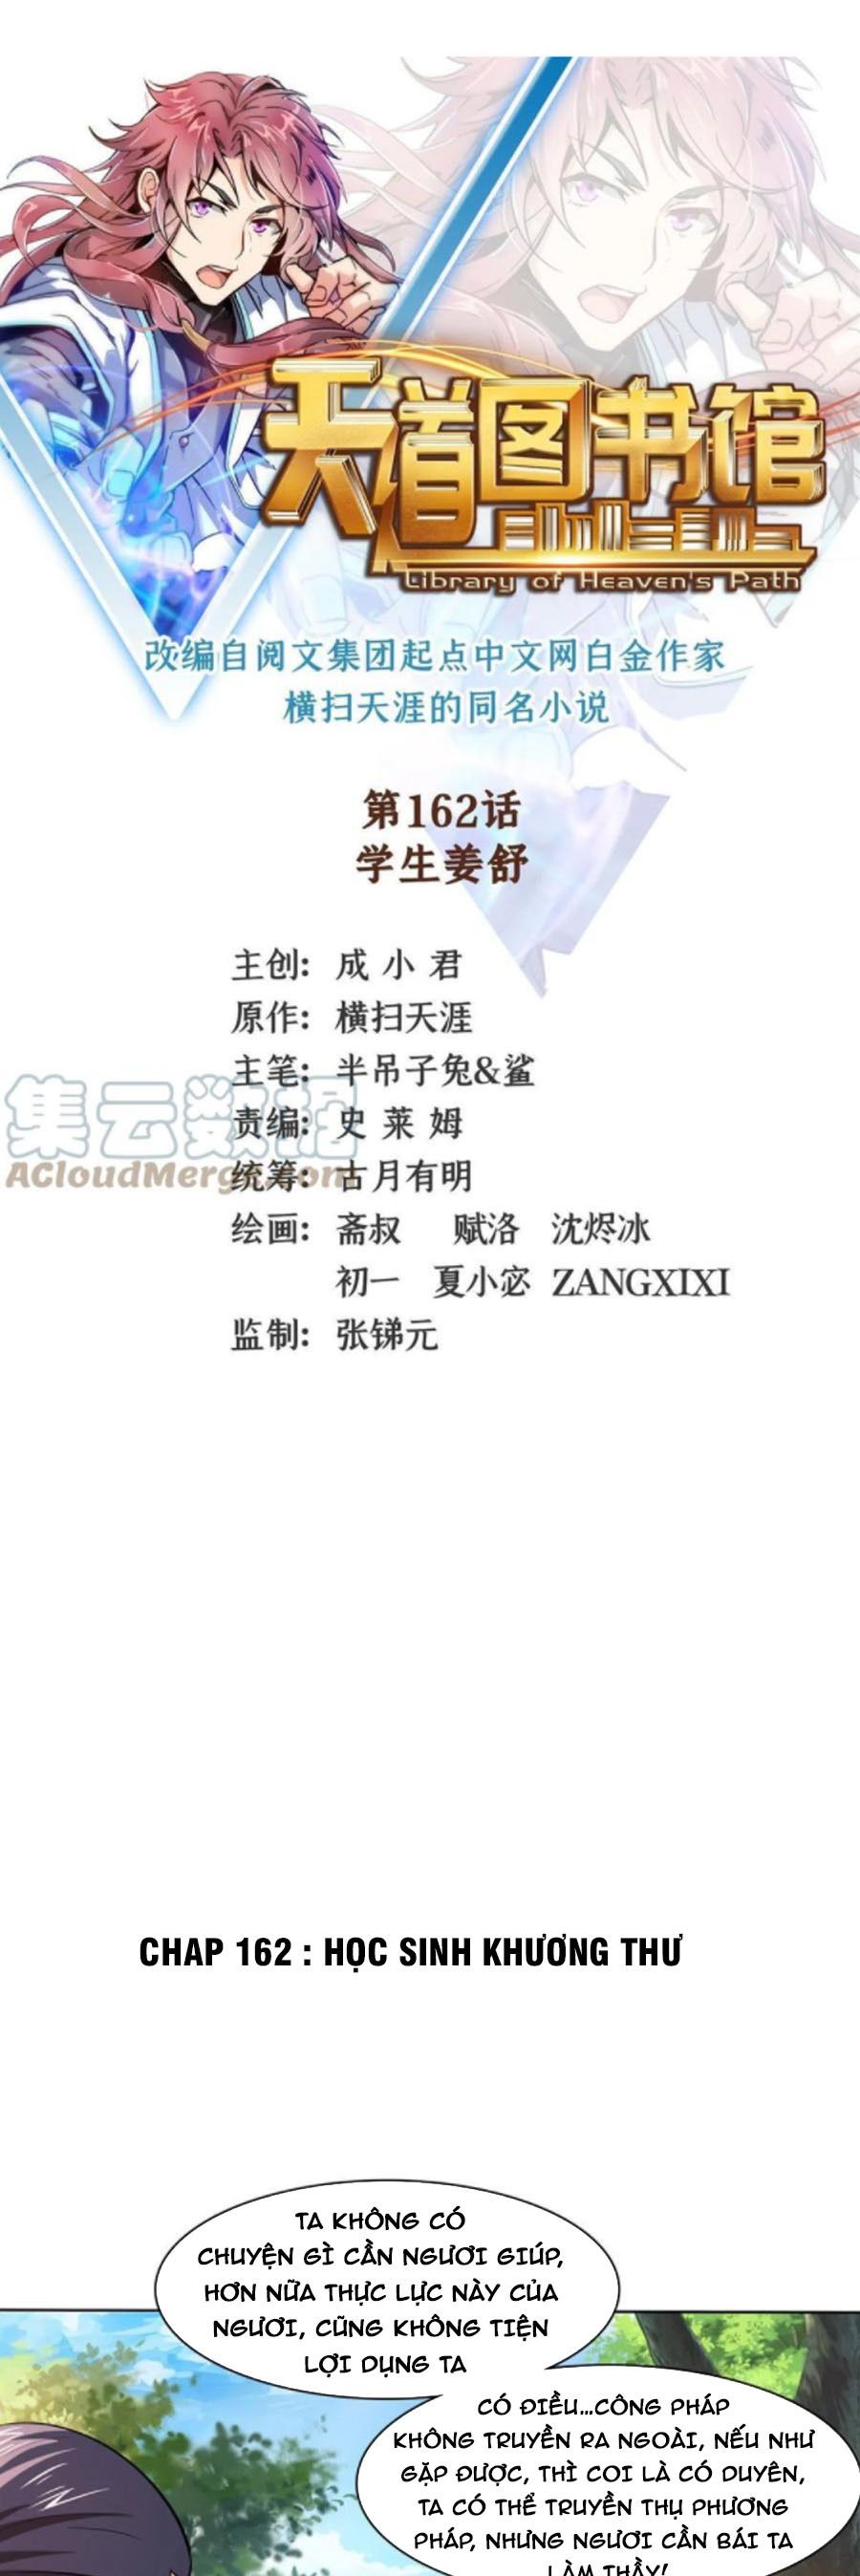 天道图书馆
Library of Heaven's Path
改编自阅文集团起点中文网白金作家
横扫天涯的同名小说
第162话
学生姜舒
主创: 成 小 君
原作: 横扫天涯
主笔: 半吊子兔&鲨
集云数据
责编: 史 莱 姆
ACloudMerge.com
统筹: 古月有明
绘画: 斋叔 赋洛 沈烬冰
初一 夏小宓 ZANGXIXI
监制: 张锑元
CHAP 162 : HỌC SINH KHƯƠNG THƯ
TA KHÔNG CÓ
CHUYỆN GÌ CẦN NGƯƠI GIÚP,
HƠN NỮA THỰC LỰC NÀY CỦA
NGƯƠI, CŨNG KHÔNG TIỆN
LỢI DỤNG TA
CÓ ĐIỀU...CÔNG PHÁP
KHÔNG TRUYỀN RA NGOÀI, NẾU NHƯ
GẶP ĐƯỢC, THÌ COI LÀ CÓ DUYÊN,
TA CÓ THỂ TRUYỀN THỤ PHƯƠNG
PHÁP, NHƯNG NGƯƠI CẦN BÁI TA
LÀM THẦY!